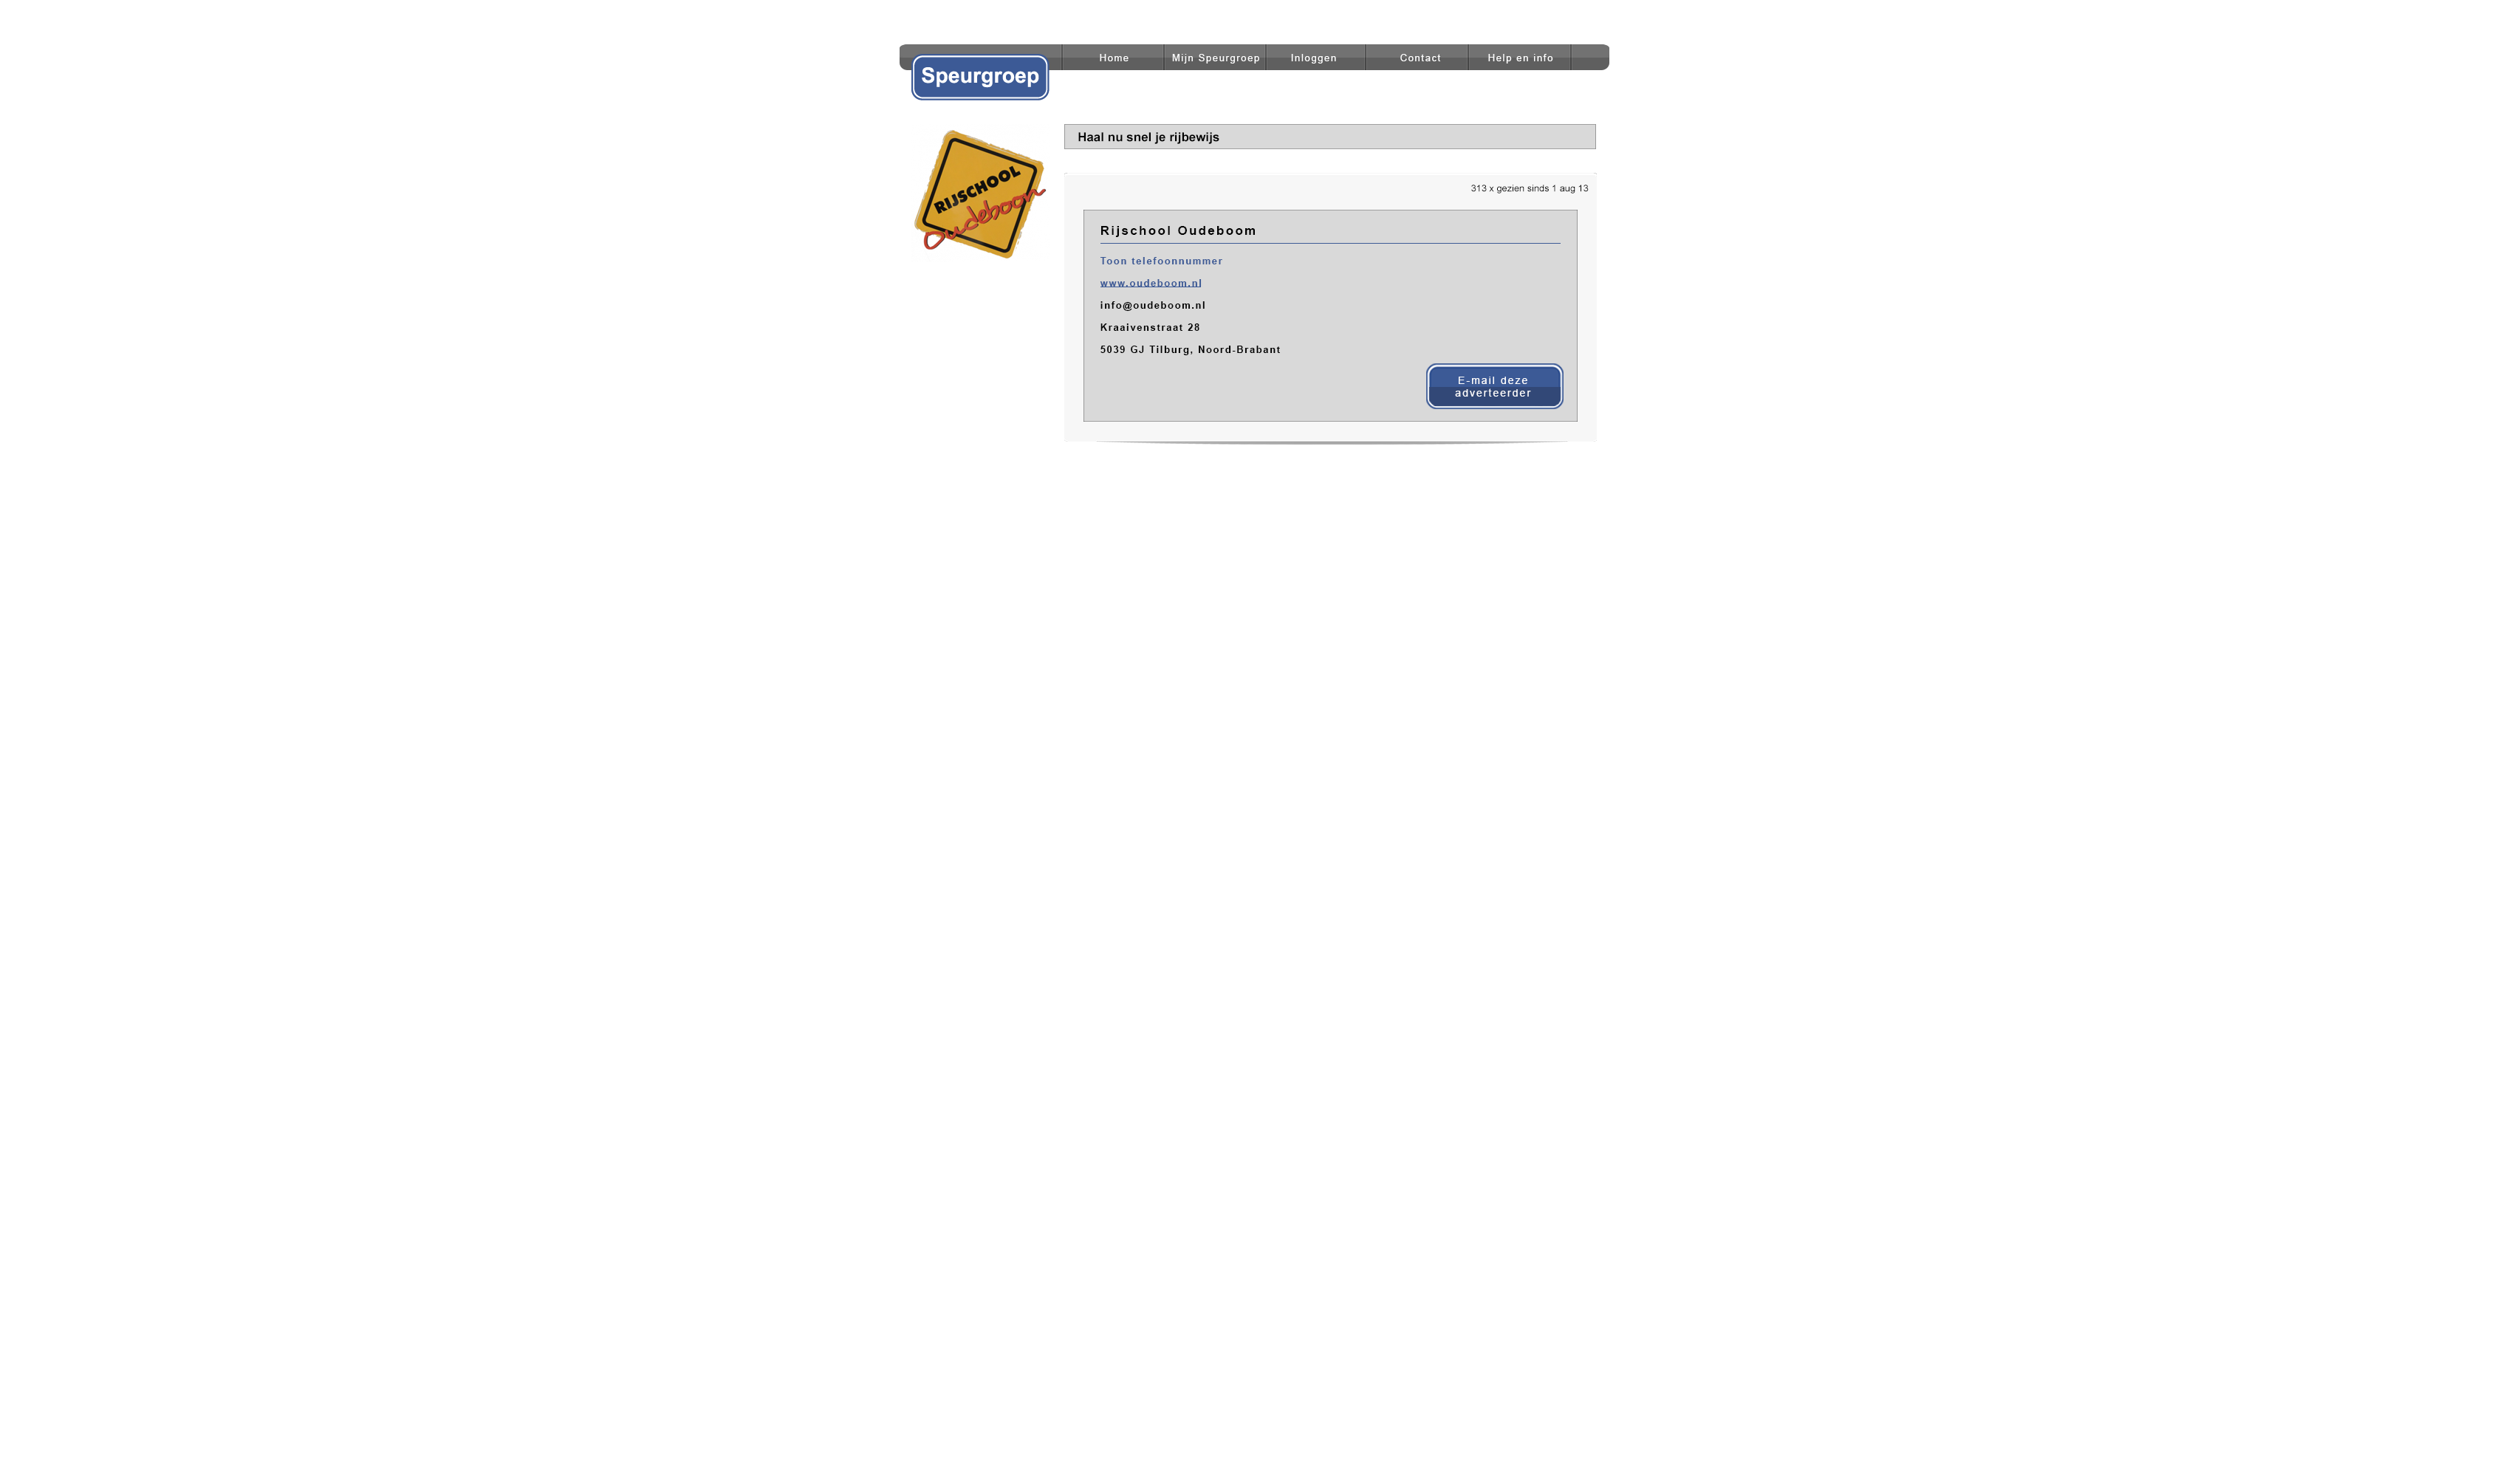 Home
Mijn Speurgroep
Inloggen
Contact
Help en info
Speurgroep
Haal nu snel je rijbewijs
RIJSCHOOL
Oudeboom
313 x gezien sinds 1 aug 13
Rijschool Oudeboom
Toon telefoonnummer
www.oudeboom.nl
info@oudeboom.nl
Kraaivenstraat 28
5039 GJ Tilburg, Noord-Brabant
E-mail deze
adverteerder